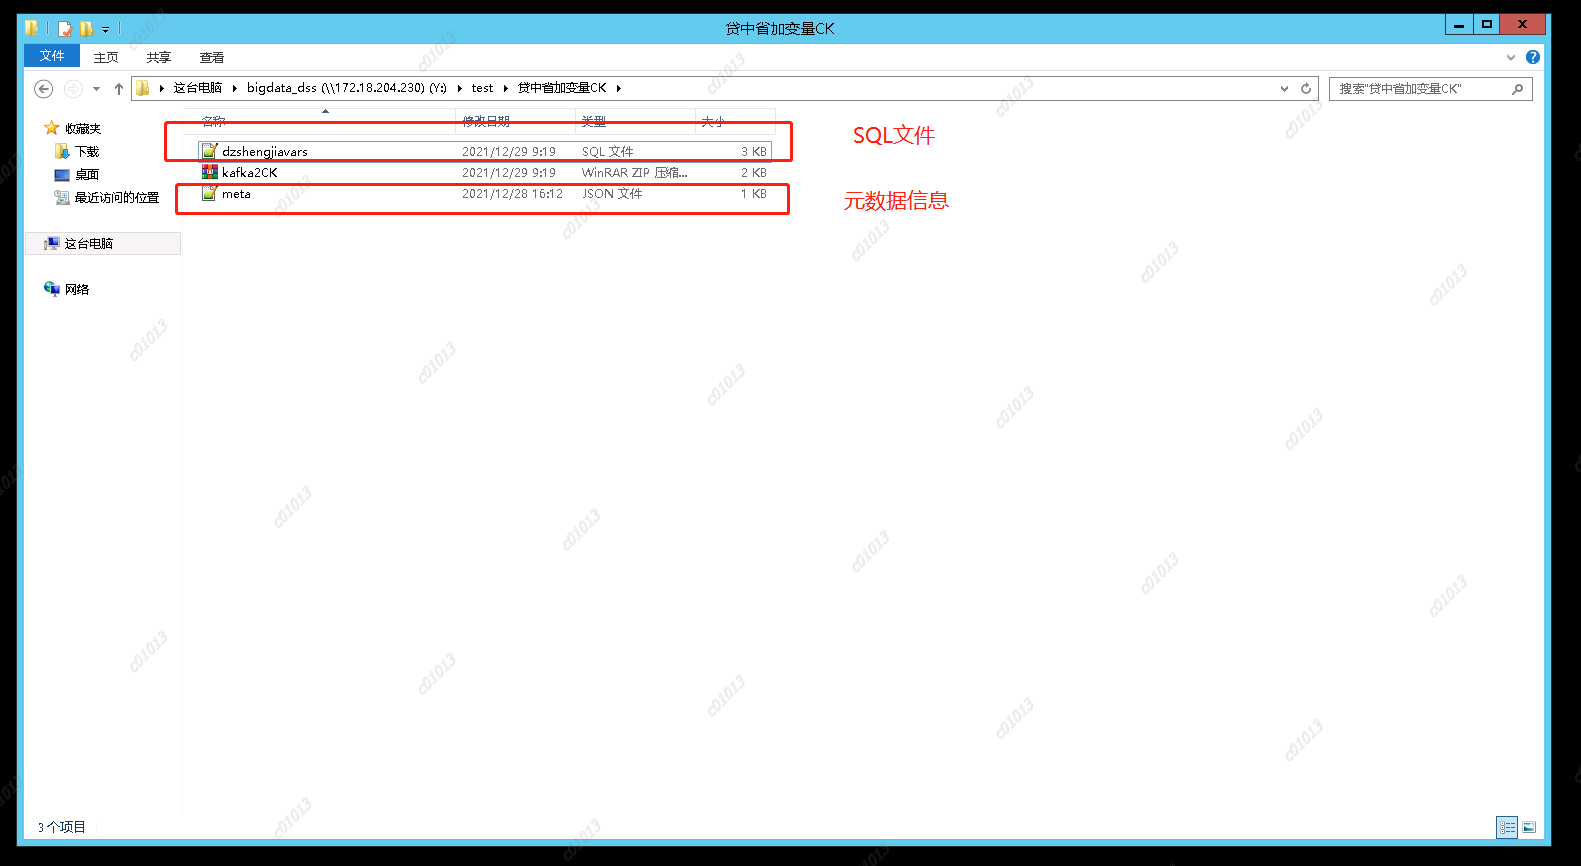 贷中省加变量CK
文件 主页 共享 查看
这台电脑 bigdata_dss (\\172.18.204.230) (Y:) test 贷中省加变量CK
搜索"贷中省加变量CK"
名称 修改日期 类型 大小
SQL文件
收藏夹
下载
桌面
最近访问的位置
这台电脑
网络
dzshengjiavars 2021/12/29 9:19 SQL 文件 3 KB
kafka2CK 2021/12/29 9:19 WinRAR ZIP 压缩... 2 KB
meta 2021/12/28 16:12 JSON 文件 1 KB
元数据信息
3 个项目
c01013